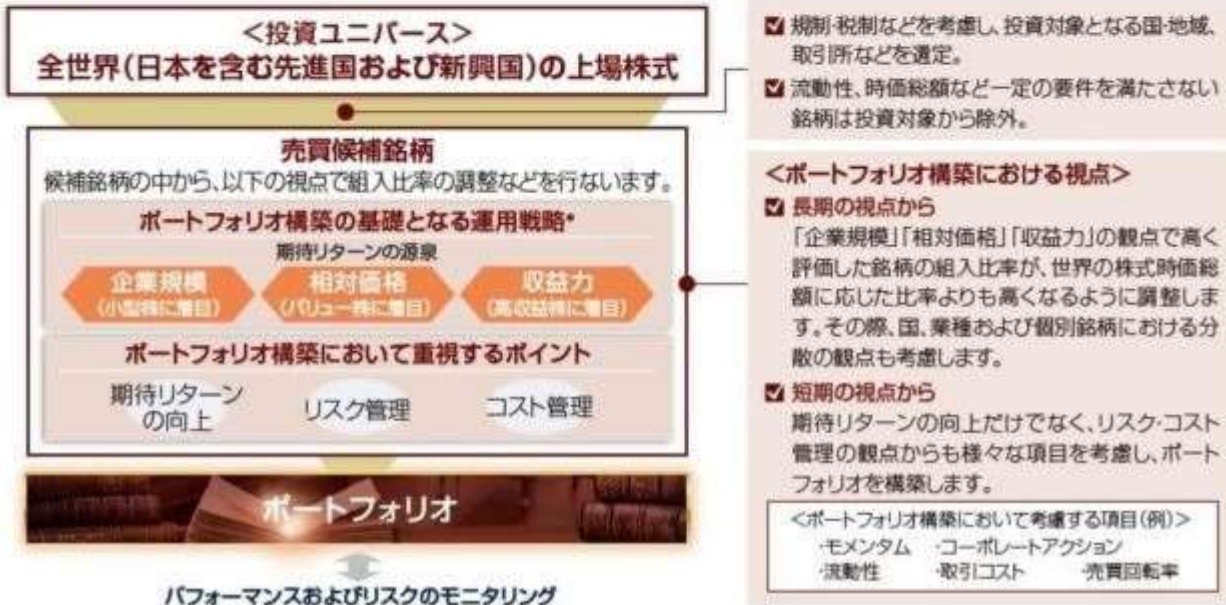 <投資ユニバース>
全世界(日本を含む先進国および新興国)の上場株式
売買候補銘柄
候補銘柄の中から、以下の視点で組入比率の調整などを行ないます。
ポートフォリオ構築の基礎となる運用戦略*
期待リターンの源泉
企業規模
(小型株に着目)
相対価格
(バリュー株に着目)
収益力
(高収益株に着目)
ポートフォリオ構築において重視するポイント
期待リターン
の向上
リスク管理
コスト管理
ポートフォリオ
パフォーマンスおよびリスクのモニタリング
規制・税制などを考慮し、投資対象となる国・地域、
取引所などを選定。
流動性、時価総額など一定の要件を満たさない
銘柄は投資対象から除外。
<ポートフォリオ構築における視点>
長期の視点から
「企業規模」「相対価格」「収益力」の観点で高く
評価した銘柄の組入比率が、世界の株式時価総
額に応じた比率よりも高くなるように調整しま
す。その際、国、業種および個別銘柄における分
散の観点も考慮します。
短期の視点から
期待リターンの向上だけでなく、リスク・コスト
管理の観点からも様々な項目を考慮し、ポート
フォリオを構築します。
<ポートフォリオ構築において考慮する項目(例)>
・モメンタム ・コーポレートアクション
・流動性 ・取引コスト ・売買回転率